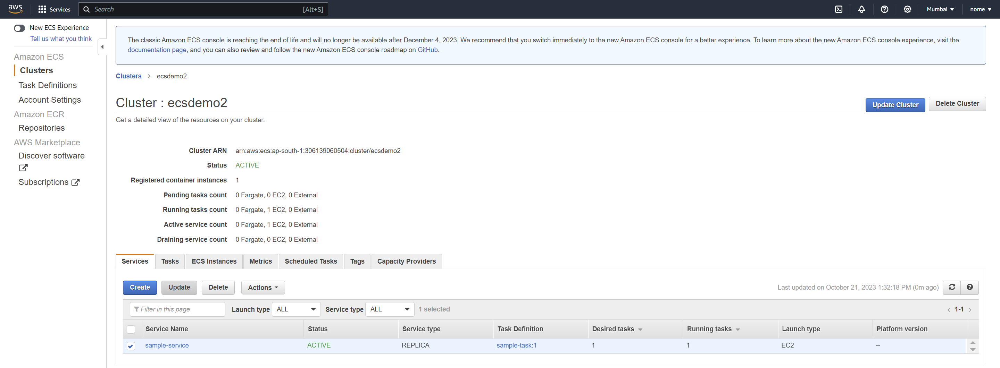 aws
Services
Search
[Alt+S]
Mumbai
nome
New ECS Experience
Tell us what you think
Amazon ECS
Clusters
Task Definitions
Account Settings
Amazon ECR
Repositories
AWS Marketplace
Discover software
Subscriptions
The classic Amazon ECS console is reaching the end of life and will no longer be available after December 4, 2023. We recommend that you switch immediately to the new Amazon ECS console for a better experience. To learn more about the new Amazon ECS console experience, visit the
documentation page, and you can also review and follow the new Amazon ECS console roadmap on GitHub.
Clusters > ecsdemo2
Cluster : ecsdemo2
Update Cluster
Delete Cluster
Get a detailed view of the resources on your cluster.
Cluster ARN arn:aws:ecs:ap-south-1:306139060504:cluster/ecsdemo2
Status ACTIVE
Registered container instances 1
Pending tasks count 0 Fargate, 0 EC2, 0 External
Running tasks count 0 Fargate, 1 EC2, 0 External
Active service count 0 Fargate, 1 EC2, 0 External
Draining service count 0 Fargate, 0 EC2, 0 External
Services Tasks ECS Instances Metrics Scheduled Tasks Tags Capacity Providers
Create Update Delete Actions
Last updated on October 21, 2023 1:32:18 PM (0m ago)
Filter in this page Launch type ALL Service type ALL 1 selected < 1-1 >
Service Name Status Service type Task Definition Desired tasks Running tasks Launch type Platform version
sample-service ACTIVE REPLICA sample-task:1 1 1 EC2 --